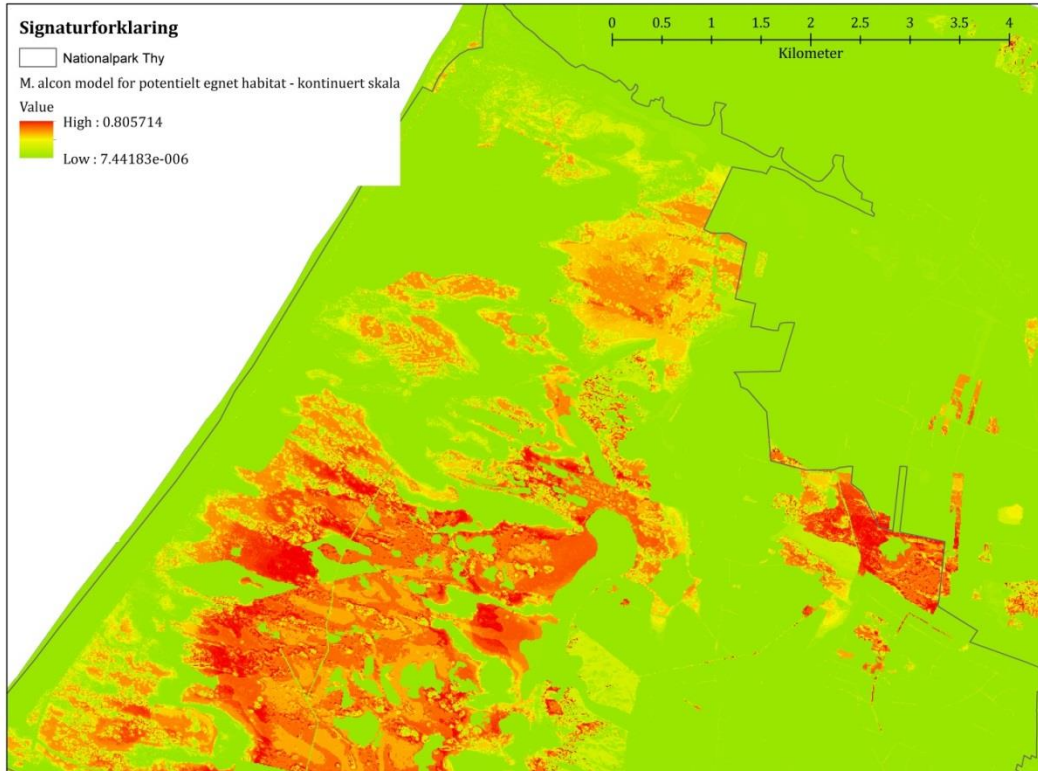 Signaturforklaring
Nationalpark Thy
M. alcon model for potentielt egnet habitat - kontinuert skala
Value
High : 0.805714
Low : 7.44183e-006
0 0.5 1 1.5 2 2.5 3 3.5 4
Kilometer